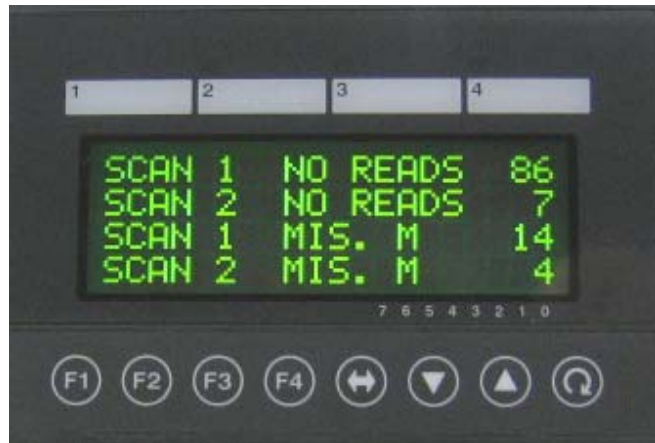 1 2 3 4
SCAN 1 NO READS 86
SCAN 2 NO READS 7
SCAN 1 MIS. M 14
SCAN 2 MIS. M 4
7 6 5 4 3 2 1 0
F1 F2 F3 F4